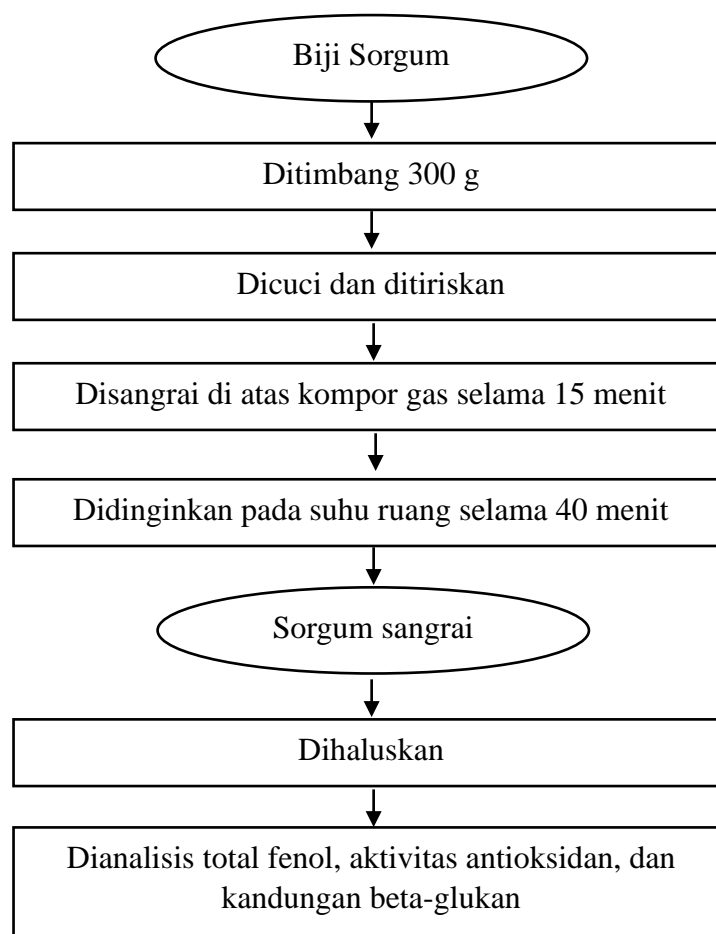 Biji Sorgum
Ditimbang 300 g
Dicuci dan ditiriskan
Disangrai di atas kompor gas selama 15 menit
Didinginkan pada suhu ruang selama 40 menit
Sorgum sangrai
Dihaluskan
Dianalisis total fenol, aktivitas antioksidan, dan
kandungan beta-glukan